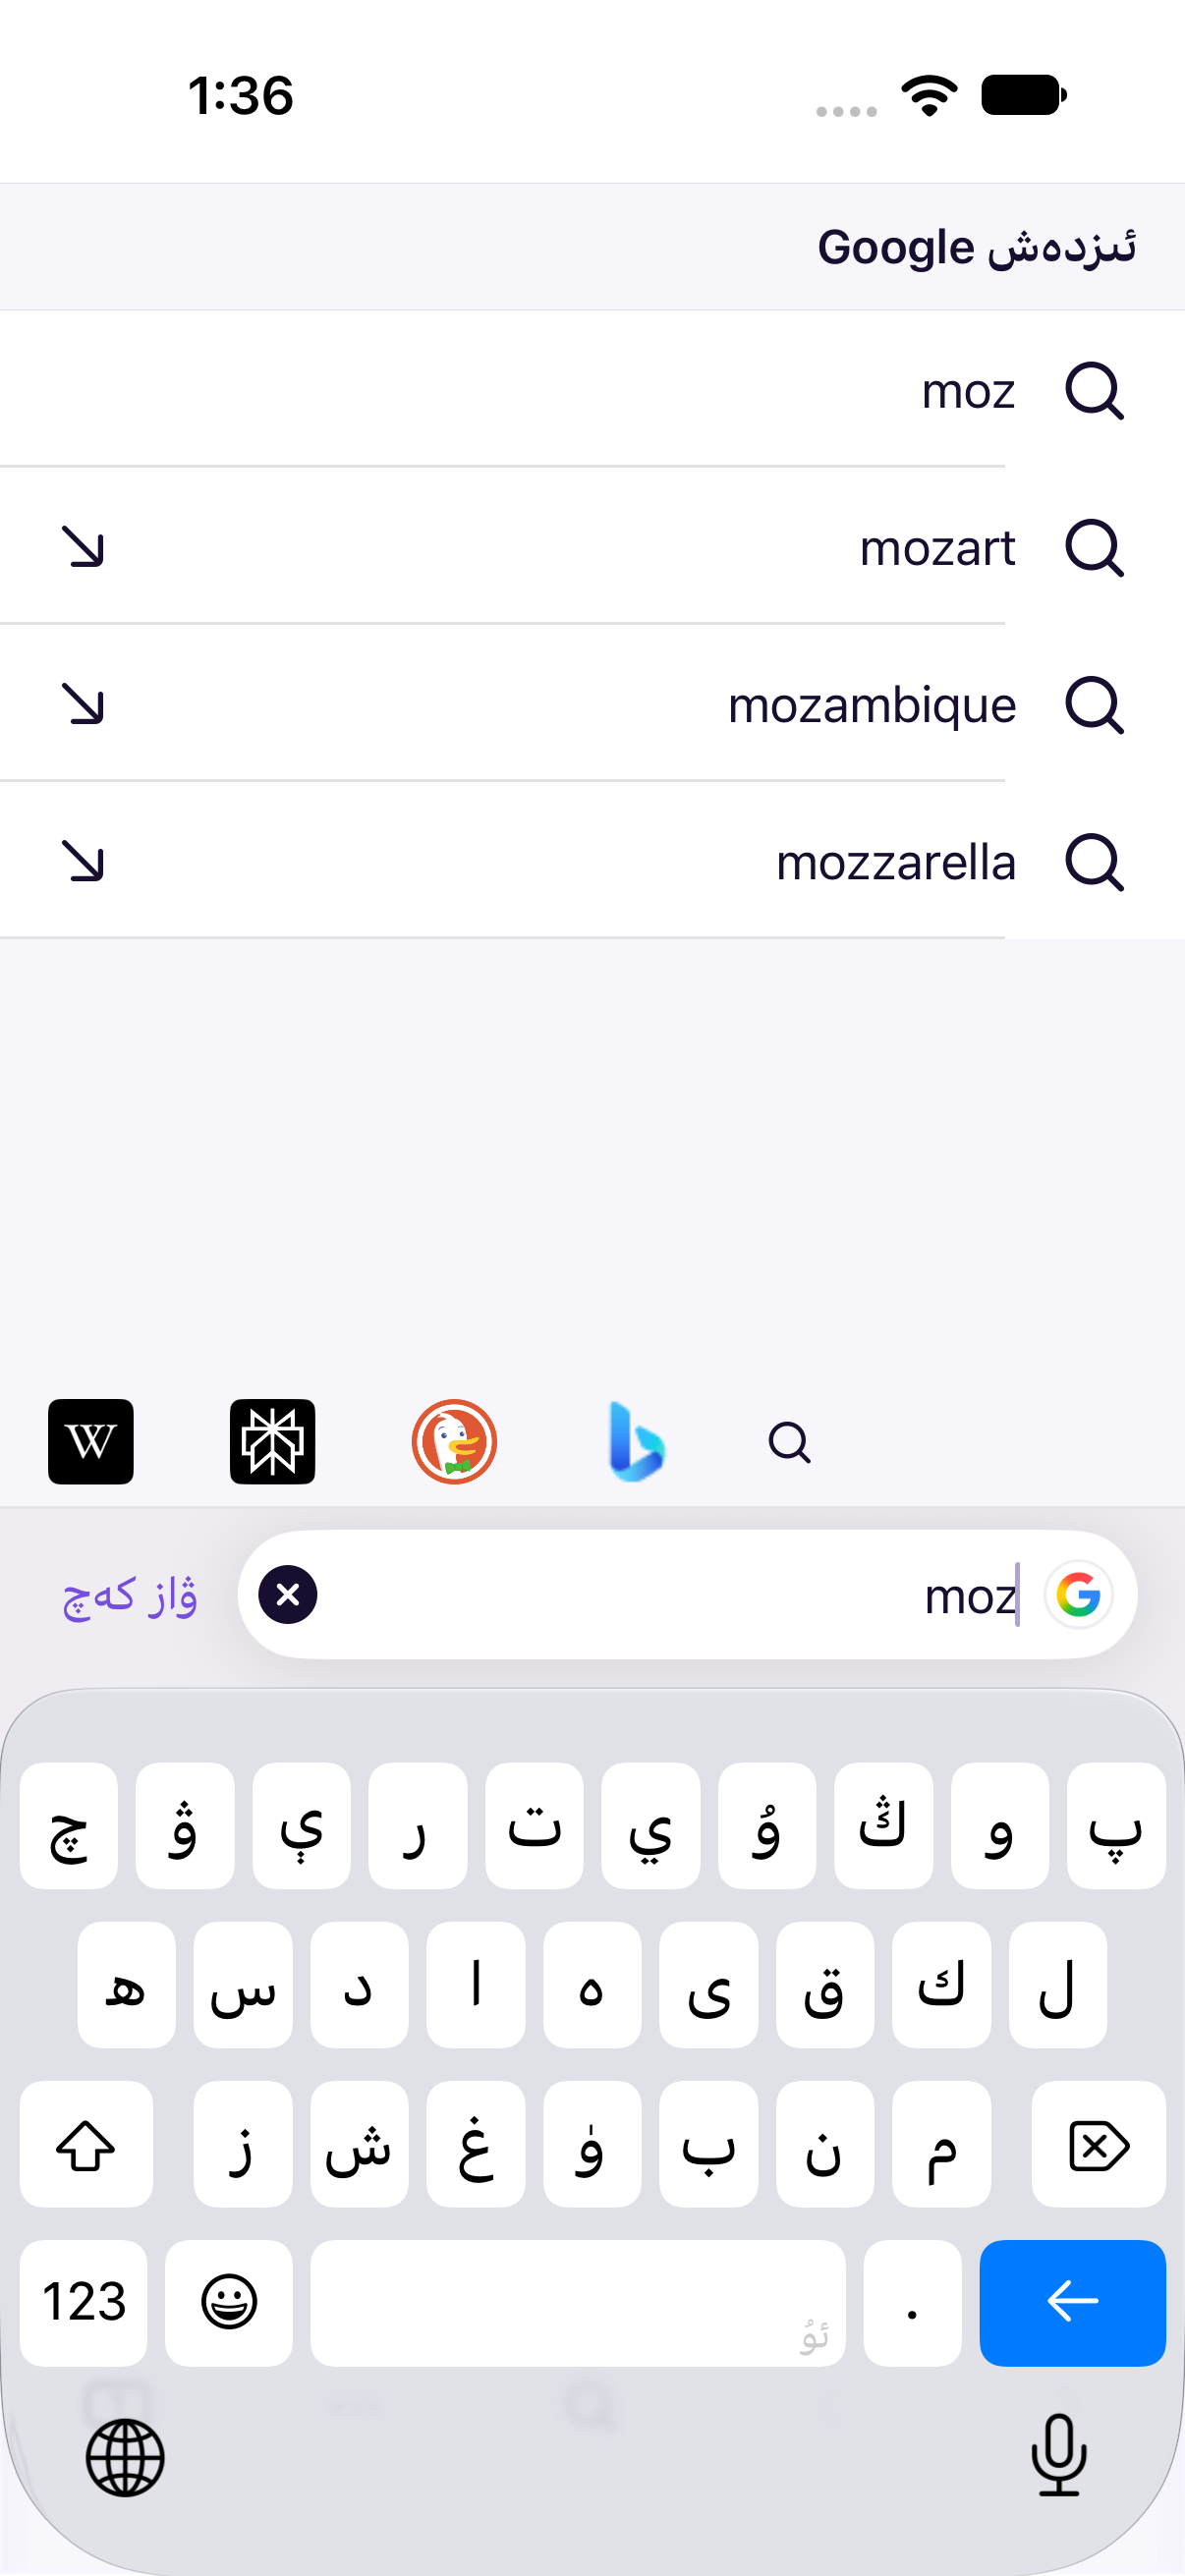 1:36
Google ئىزدەش
moz
mozart
mozambique
mozzarella
W
moz
ۋاز كەچ
چ ۋ ې ر ت ي ۇ ڭ و پ
ھ س د ا ە ى ق ك ل
ز ش غ ۈ ب ن م
123
ئۇ
.